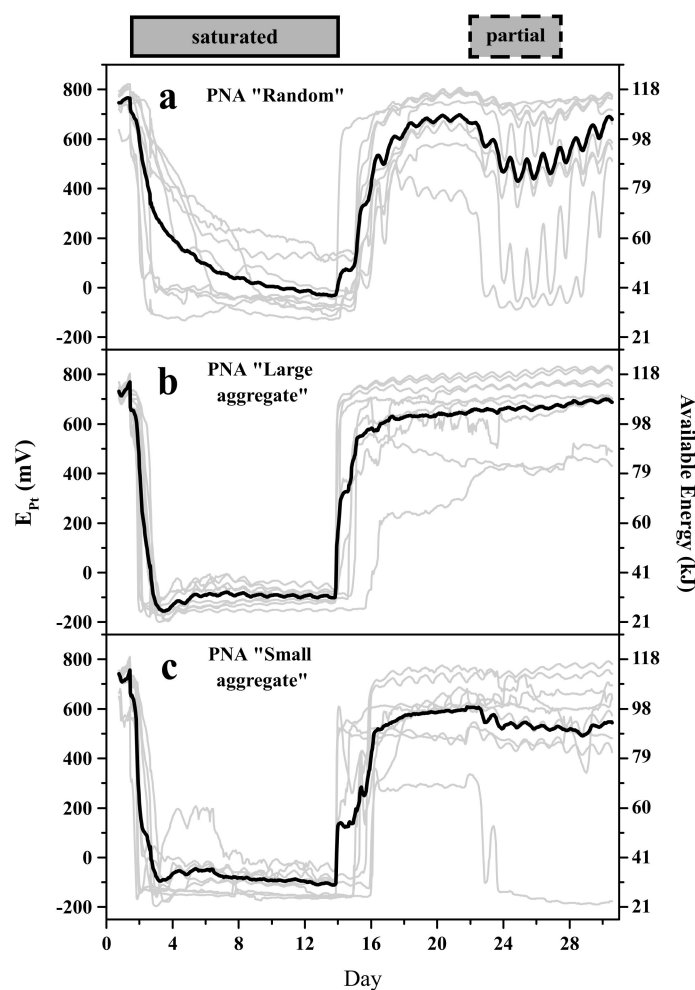 saturated
partial
a
PNA "Random"
800
600
400
200
0
-200
118
98
79
60
41
21
b
PNA "Large
aggregate"
800
600
400
200
0
-200
118
98
79
60
41
21
E_Pt (mV)
Available Energy (kJ)
c
PNA "Small
aggregate"
800
600
400
200
0
-200
118
98
79
60
41
21
0 4 8 12 16 20 24 28
Day